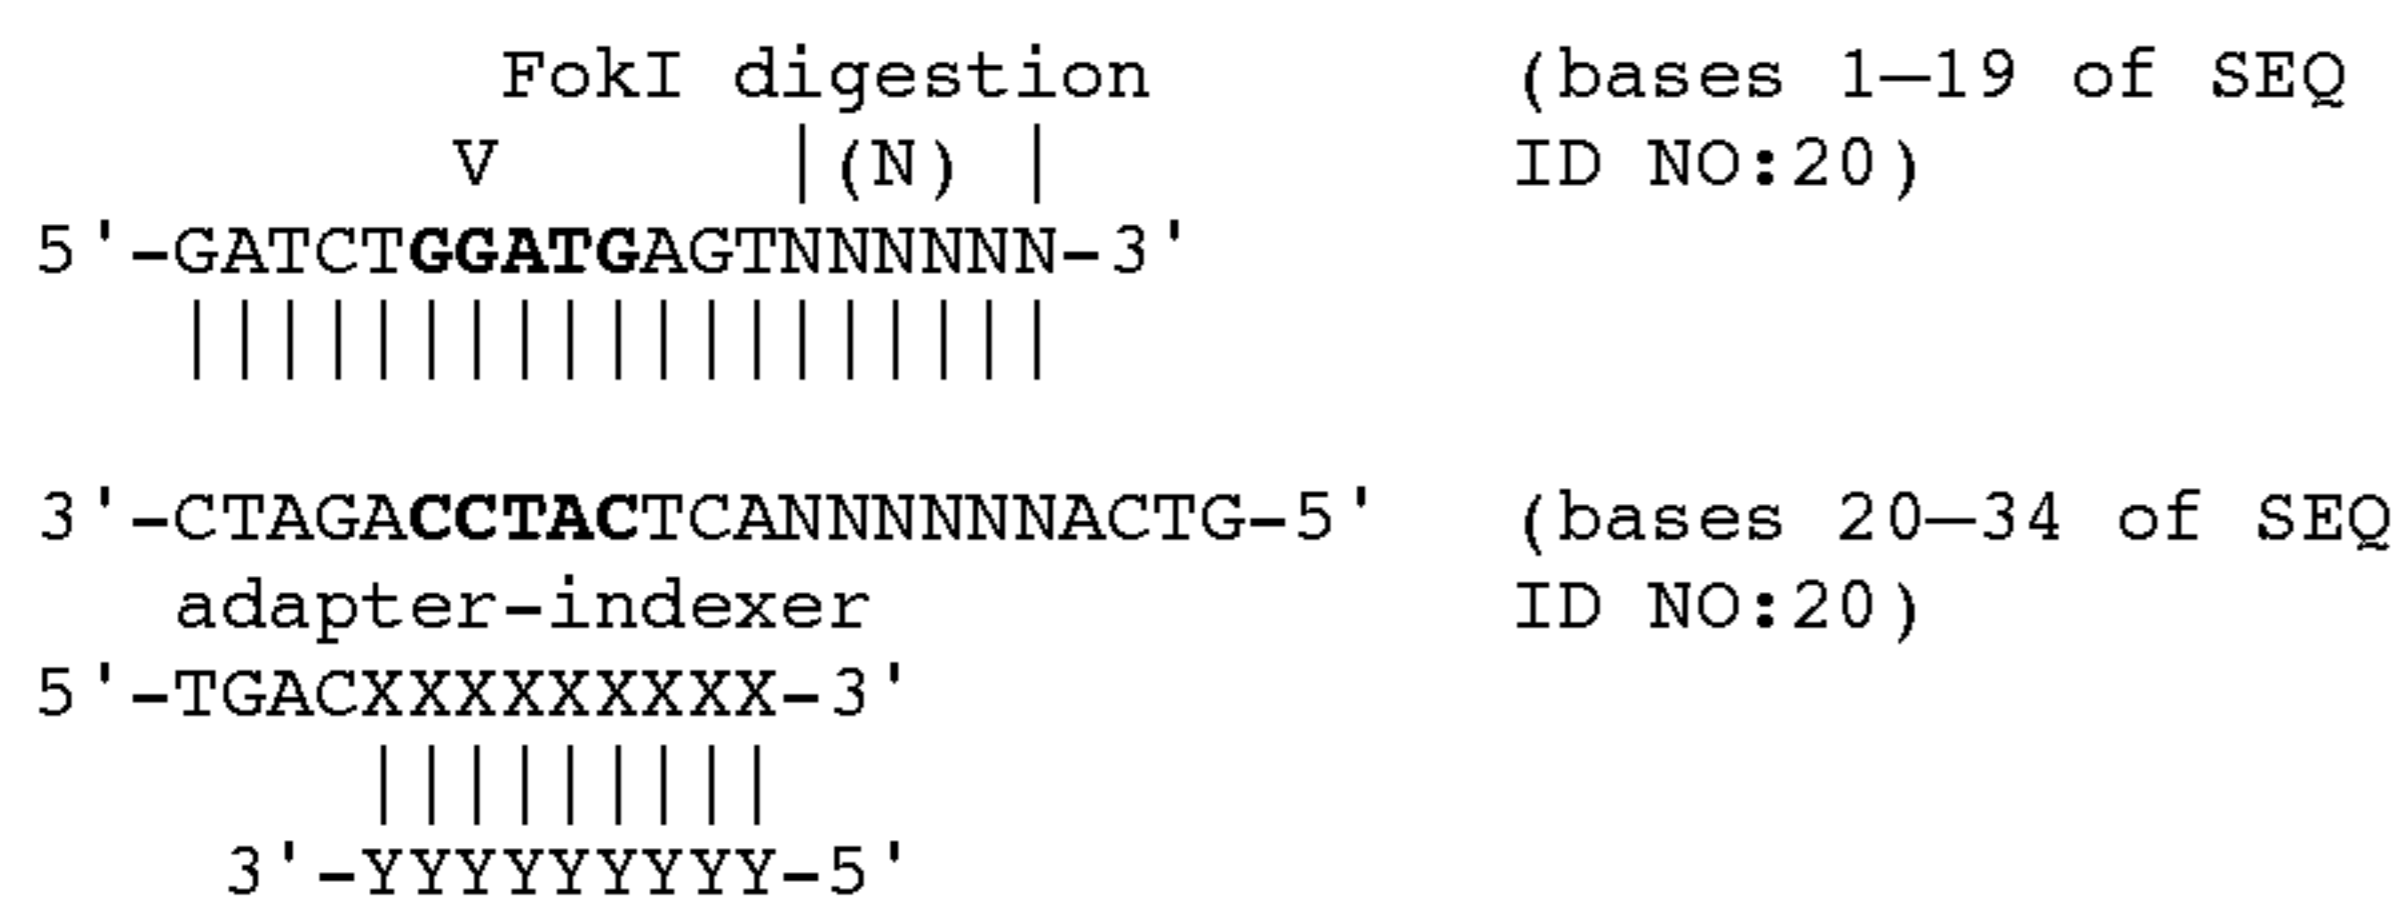 FokI digestion (bases 1—19 of SEQ
V |(N) | ID NO:20)
5'-GATCTGGATGAGTNNNNNN-3'
|||||||||||||||||||
3'-CTAGACCTACTCANNNNNNACTG-5' (bases 20—34 of SEQ
adapter-indexer ID NO:20)
5'-TGACXXXXXXXXX-3'
|||||||||
3'-YYYYYYYYY-5'